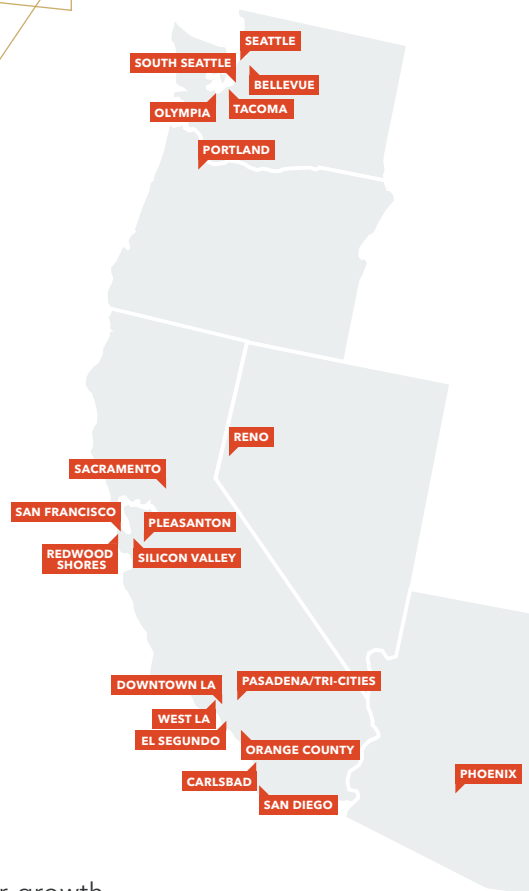 SEATTLE
SOUTH SEATTLE
BELLEVUE
OLYMPIA
TACOMA
PORTLAND
RENO
SACRAMENTO
SAN FRANCISCO
PLEASANTON
REDWOOD
SHORES
SILICON VALLEY
DOWNTOWN LA
PASADENA/TRI-CITIES
WEST LA
EL SEGUNDO
ORANGE COUNTY
CARLSBAD
SAN DIEGO
PHOENIX
growth